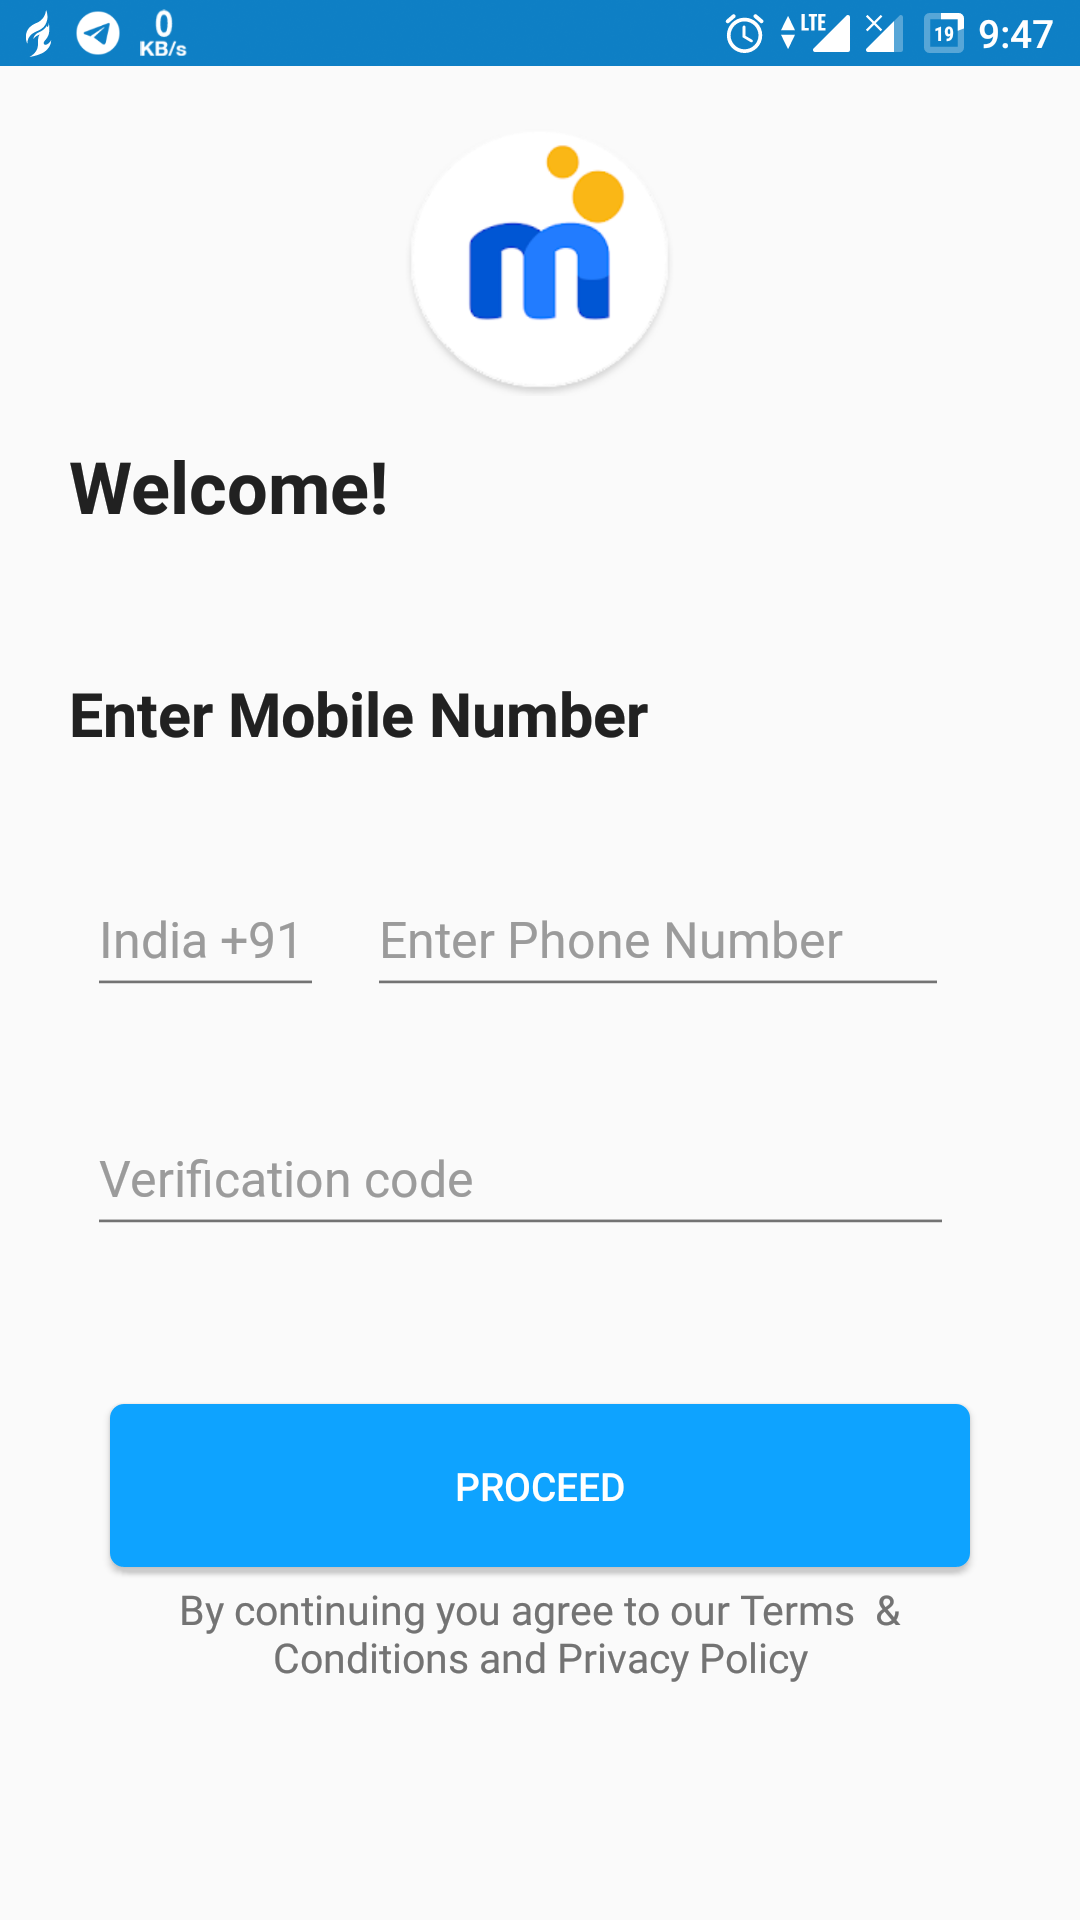 0
KB/s
LTE
19
9:47
m
Welcome!
Enter Mobile Number
India +91
Enter Phone Number
Verification code
PROCEED
By continuing you agree to our Terms  &
Conditions and Privacy Policy